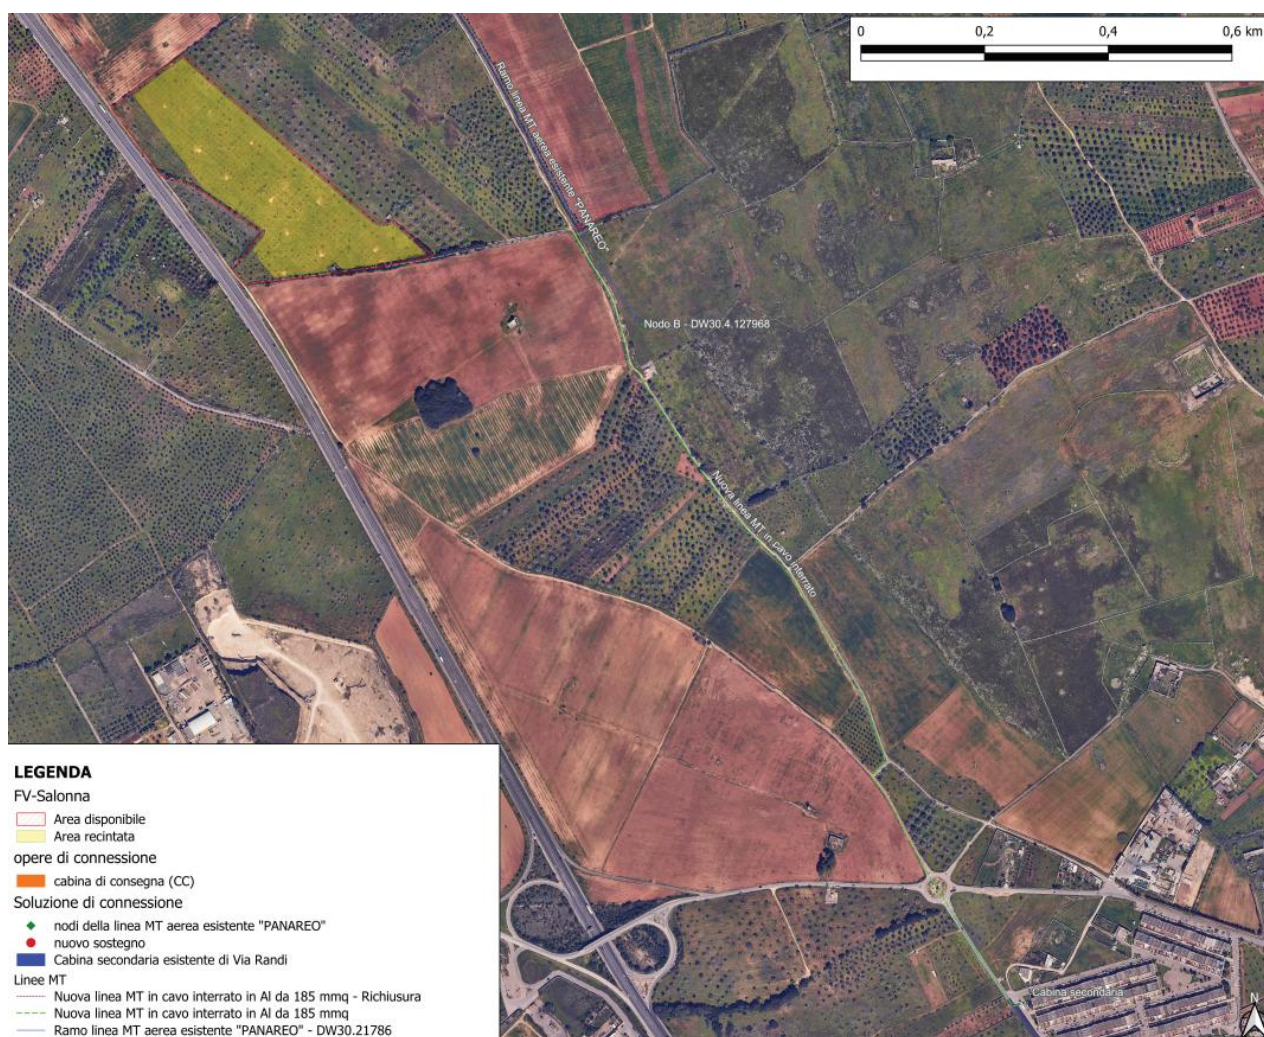 0 0,2 0,4 0,6 km
Ramo linea MT aerea esistente "PANAREO"
Nodo B - DW30.4.127968
Nuova linea MT in cavo interrato
Cabina secondaria
N
LEGENDA
FV-Salonna
Area disponibile
Area recintata
opere di connessione
cabina di consegna (CC)
Soluzione di connessione
nodi della linea MT aerea esistente "PANAREO"
nuovo sostegno
Cabina secondaria esistente di Via Randi
Linee MT
Nuova linea MT in cavo interrato in Al da 185 mmq - Richiusura
Nuova linea MT in cavo interrato in Al da 185 mmq
Ramo linea MT aerea esistente "PANAREO" - DW30.21786